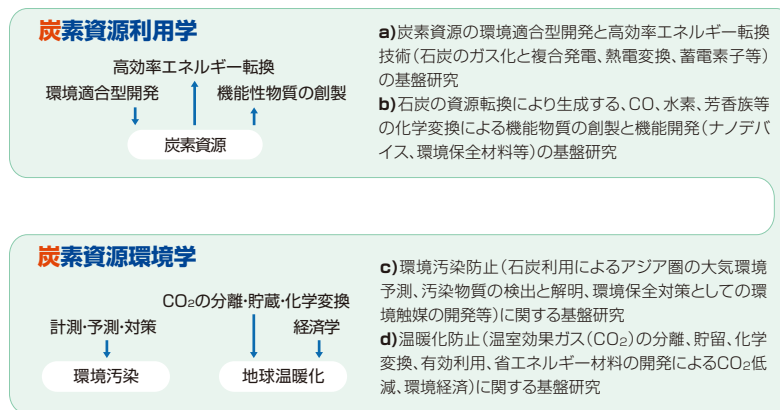 炭素資源利用学
高効率エネルギー転換
環境適合型開発 機能性物質の創製
炭素資源
a)炭素資源の環境適合型開発と高効率エネルギー転換
技術(石炭のガス化と複合発電、熱電変換、蓄電素子等)
の基盤研究
b)石炭の資源転換により生成する、CO、水素、芳香族等
の化学変換による機能物質の創製と機能開発(ナノデバ
イス、環境保全材料等)の基盤研究
炭素資源環境学
CO₂の分離・貯蔵・化学変換
計測・予測・対策 経済学
環境汚染 地球温暖化
c)環境汚染防止(石炭利用によるアジア圏の大気環境
予測、汚染物質の検出と解明、環境保全対策としての環
境触媒の開発等)に関する基盤研究
d)温暖化防止(温室効果ガス(CO₂)の分離、貯留、化学
変換、有効利用、省エネルギー材料の開発によるCO₂低
減、環境経済)に関する基盤研究